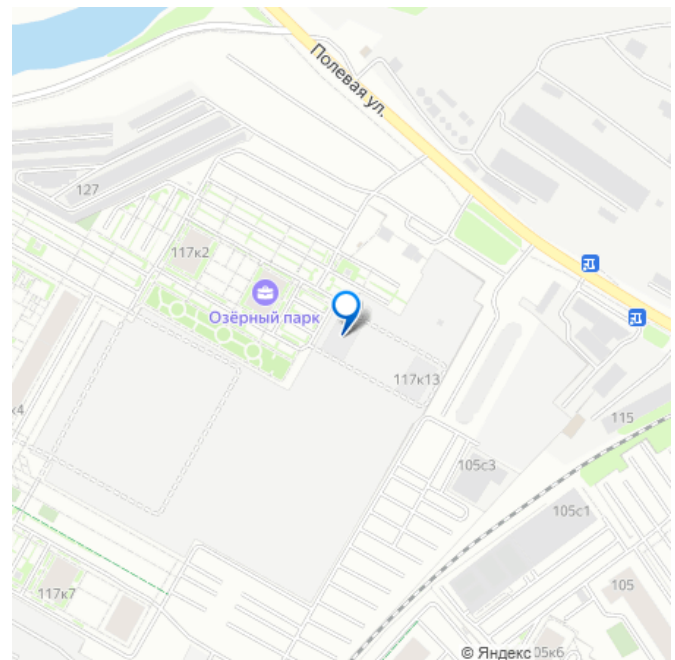 Полевая ул.
127
117к2
Озёрный парк
117к13
к4
115
105с3
105с1
117к7
105
© Яндекс
05к6